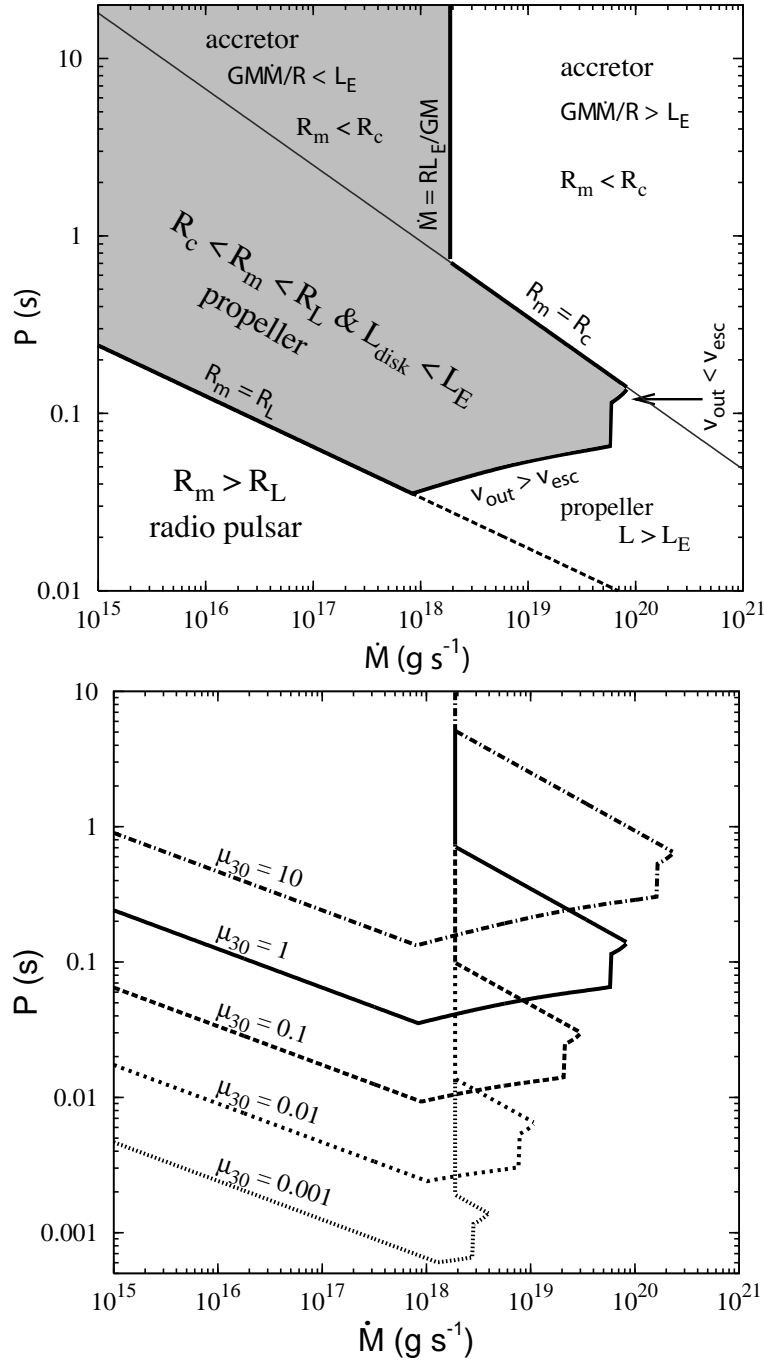 10
1
0.1
0.01
P (s)
accretor
GMṀ/R < L_E
R_m < R_c
Ṁ = RL_E/GM
accretor
GMṀ/R > L_E
R_m < R_c
R_c < R_m < R_L & L_disk < L_E
propeller
R_m = R_c
R_m = R_L
v_out < v_esc
R_m > R_L
radio pulsar
v_out > v_esc
propeller
L > L_E
10^15 10^16 10^17 10^18 10^19 10^20 10^21
Ṁ (g s^-1)
10
1
0.1
0.01
0.001
P (s)
μ_30 = 10
μ_30 = 1
μ_30 = 0.1
μ_30 = 0.01
μ_30 = 0.001
10^15 10^16 10^17 10^18 10^19 10^20 10^21
Ṁ (g s^-1)